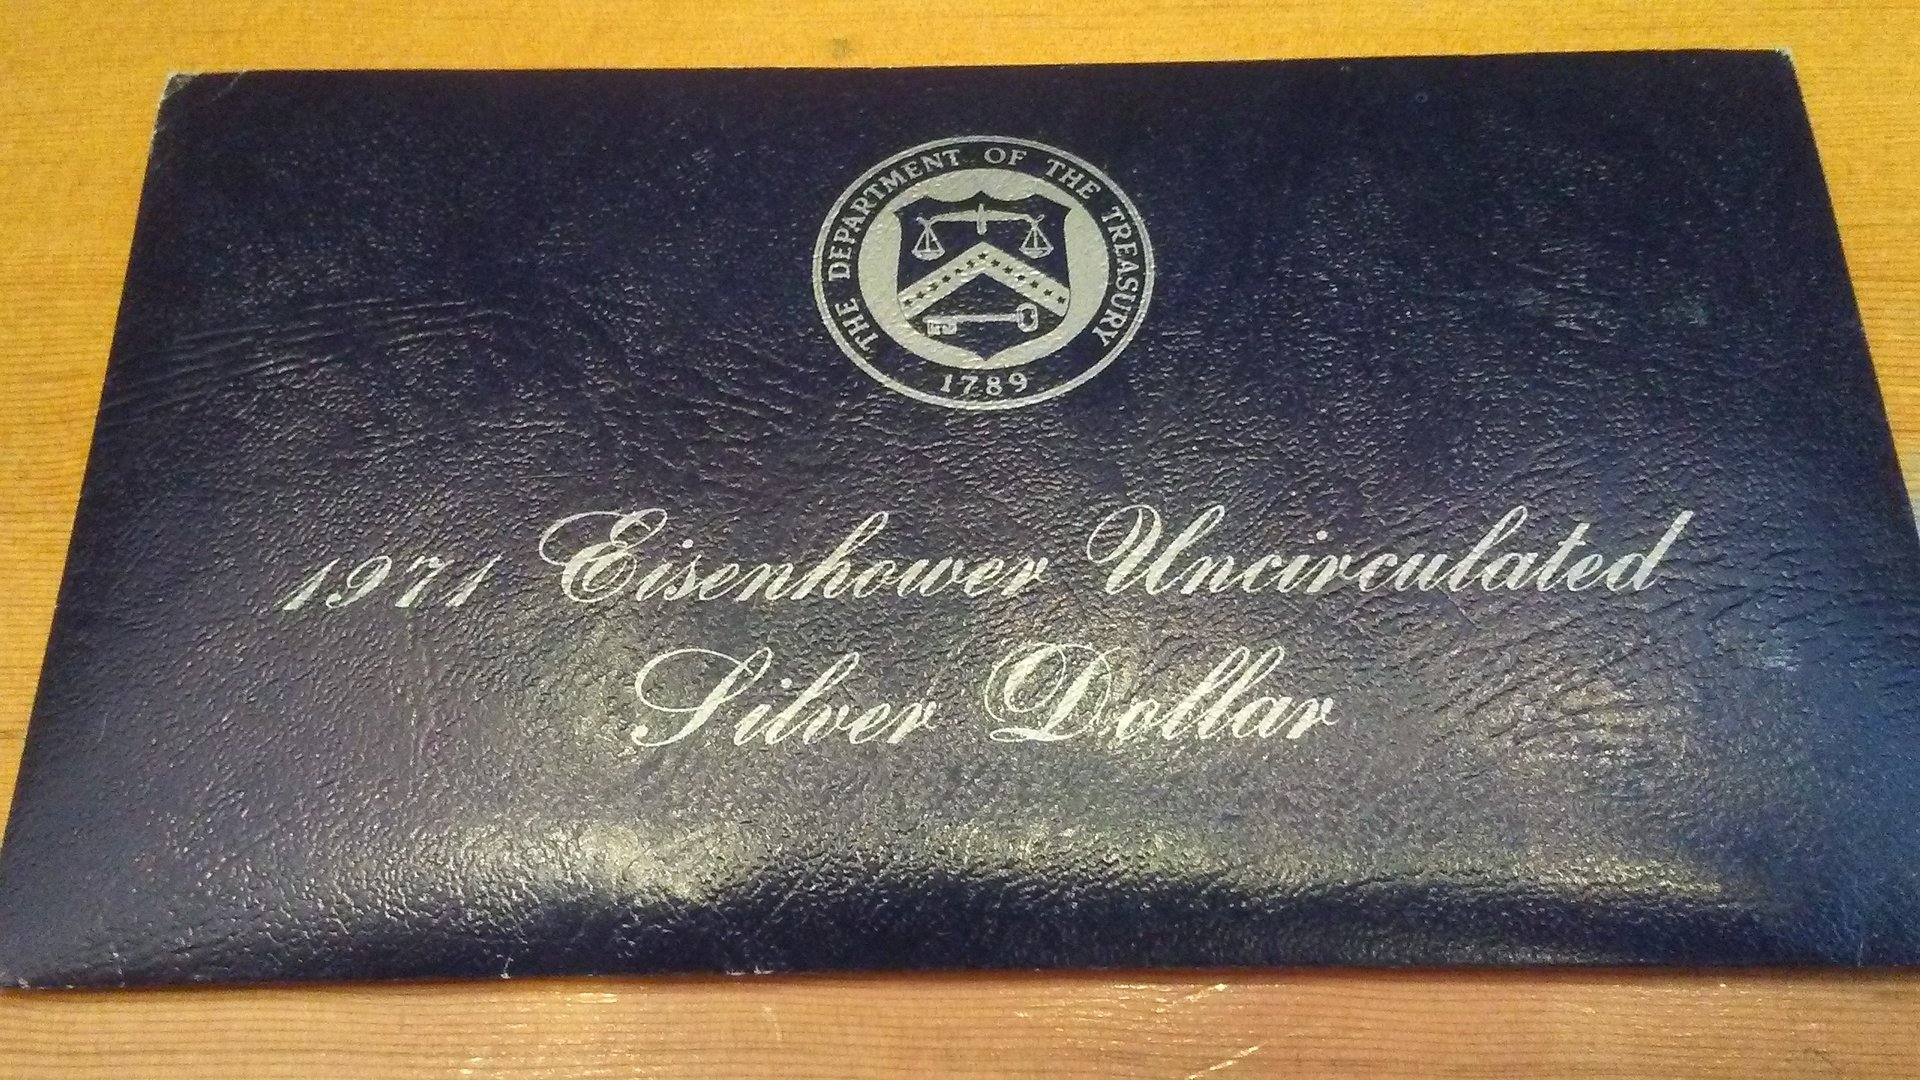 THE DEPARTMENT OF THE TREASURY
1789
1971 Eisenhower Uncirculated
Silver Dollar